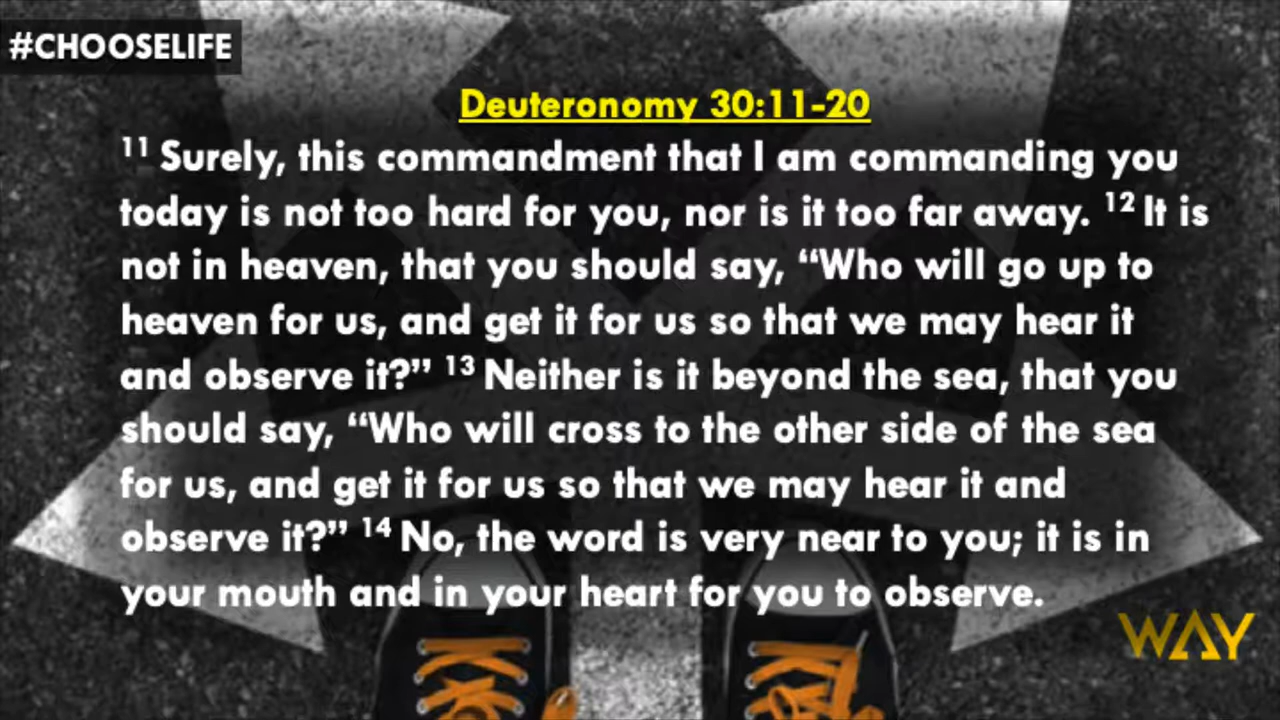 #CHOOSELIFE
Deuteronomy 30:11-20
11 Surely, this commandment that I am commanding you
today is not too hard for you, nor is it too far away. 12 It is
not in heaven, that you should say, “Who will go up to
heaven for us, and get it for us so that we may hear it
and observe it?” 13 Neither is it beyond the sea, that you
should say, “Who will cross to the other side of the sea
for us, and get it for us so that we may hear it and
observe it?” 14 No, the word is very near to you; it is in
your mouth and in your heart for you to observe.
WAY